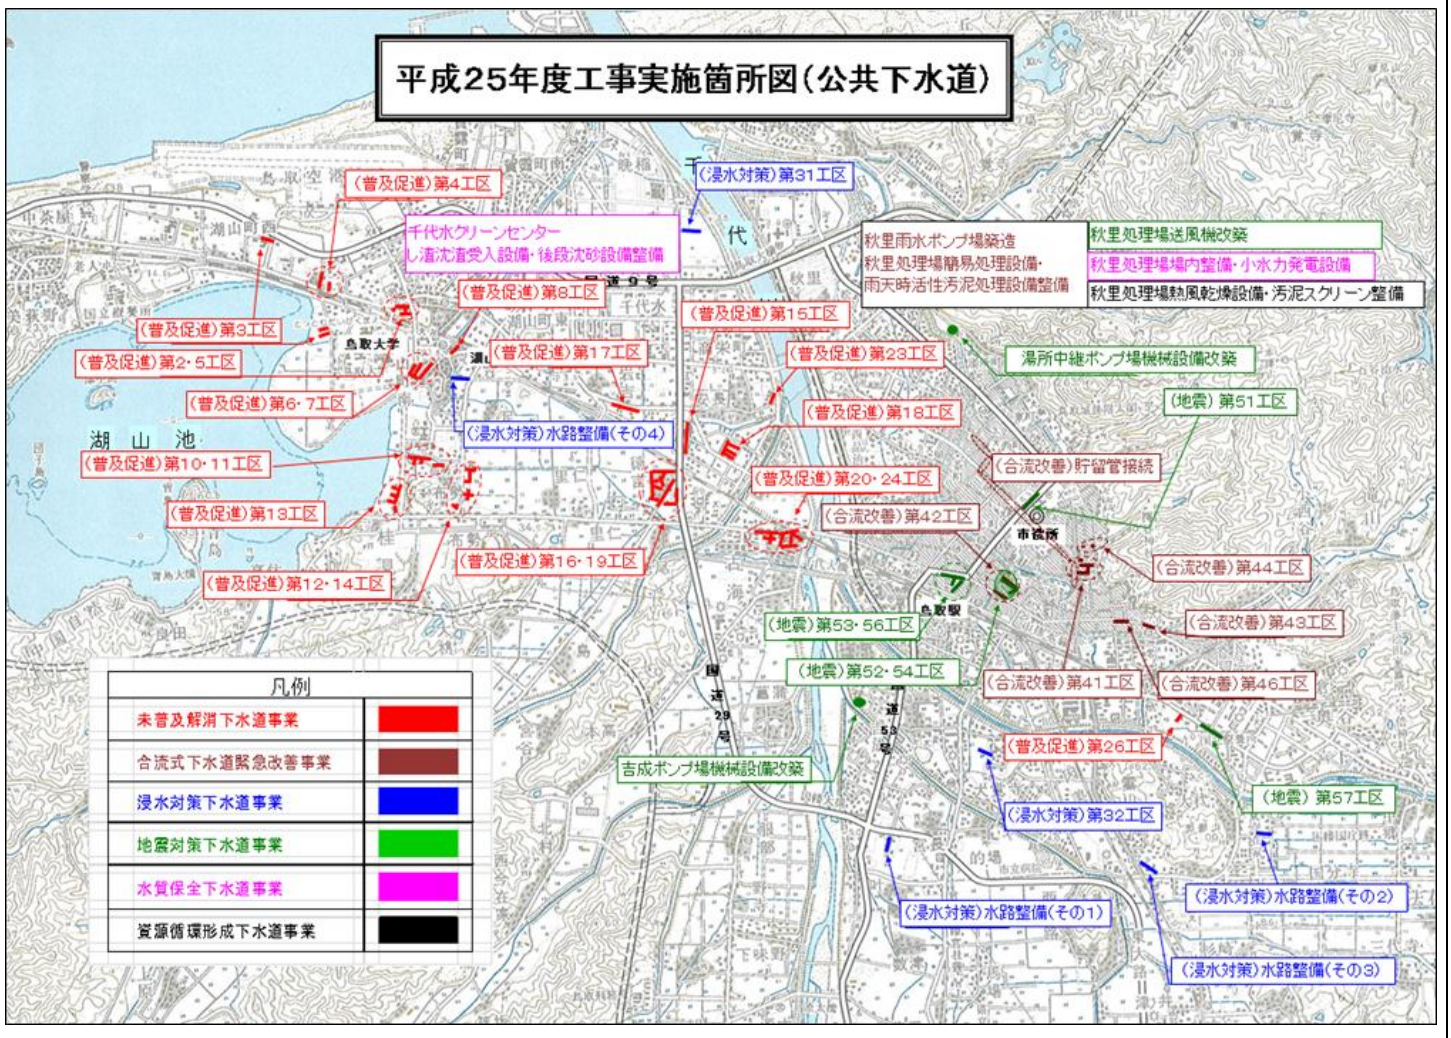 平成25年度工事実施箇所図(公共下水道)
(普及促進)第4工区
(浸水対策)第31工区
千代水クリーンセンター
し渣沈渣受入設備・後段沈砂設備整備
秋里雨水ポンプ場築造
秋里処理場簡易処理設備・
雨天時活性汚泥処理設備整備
秋里処理場送風機改築
秋里処理場場内整備・小水力発電設備
秋里処理場熱風乾燥設備・汚泥スクリーン整備
千
代
秋里
千代水
鳥取空港
湖山町西
道9号
(普及促進)第8工区
(普及促進)第15工区
(普及促進)第3工区
鳥取大学
(普及促進)第2・5工区
(普及促進)第17工区
(普及促進)第23工区
湯所中継ポンプ場機械設備改築
(普及促進)第6・7工区
(普及促進)第18工区
(地震)第51工区
湖山池
(浸水対策)水路整備(その4)
(普及促進)第10・11工区
(合流改善)貯留管接続
(普及促進)第20・24工区
(普及促進)第13工区
(合流改善)第42工区
市役所
(普及促進)第16・19工区
(普及促進)第12・14工区
(合流改善)第44工区
鳥取駅
(地震)第53・56工区
(合流改善)第43工区
(地震)第52・54工区
(合流改善)第41工区
(合流改善)第46工区
国道29号
道53号
(普及促進)第26工区
吉成ポンプ場機械設備改築
(地震)第57工区
(浸水対策)第32工区
的場
(浸水対策)水路整備(その2)
(浸水対策)水路整備(その1)
(浸水対策)水路整備(その3)
凡例
未普及解消下水道事業
合流式下水道緊急改善事業
浸水対策下水道事業
地震対策下水道事業
水質保全下水道事業
資源循環形成下水道事業